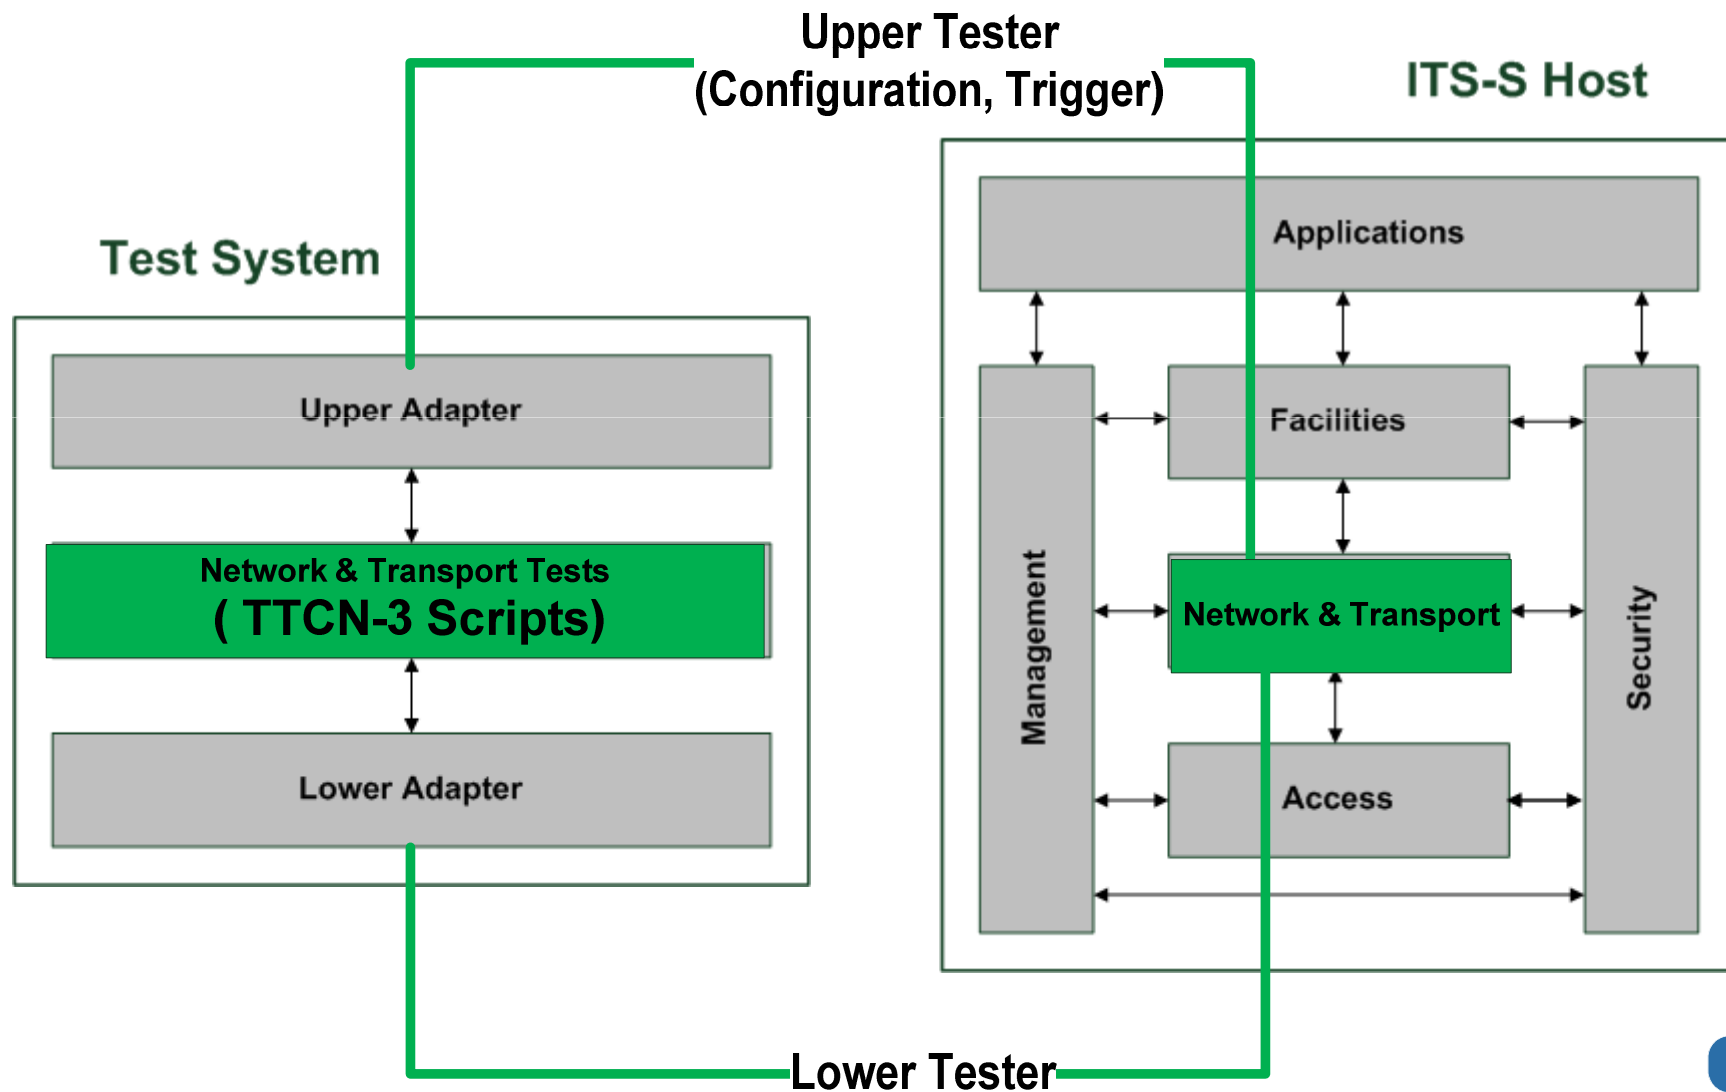 Upper Tester
(Configuration, Trigger)
ITS-S Host
Test System
Applications
Upper Adapter
Facilities
Network & Transport Tests
( TTCN-3 Scripts)
Management
Network & Transport
Security
Lower Adapter
Access
Lower Tester